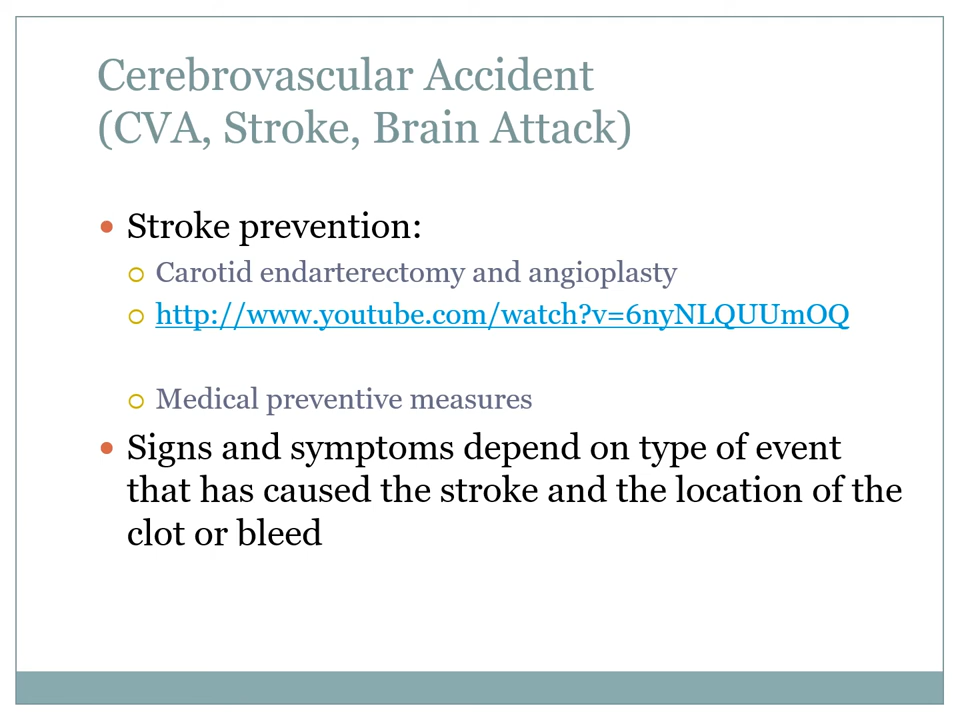 Cerebrovascular Accident
(CVA, Stroke, Brain Attack)
Stroke prevention:
Carotid endarterectomy and angioplasty
http://www.youtube.com/watch?v=6nyNLQUUmOQ
Medical preventive measures
Signs and symptoms depend on type of event
that has caused the stroke and the location of the
clot or bleed